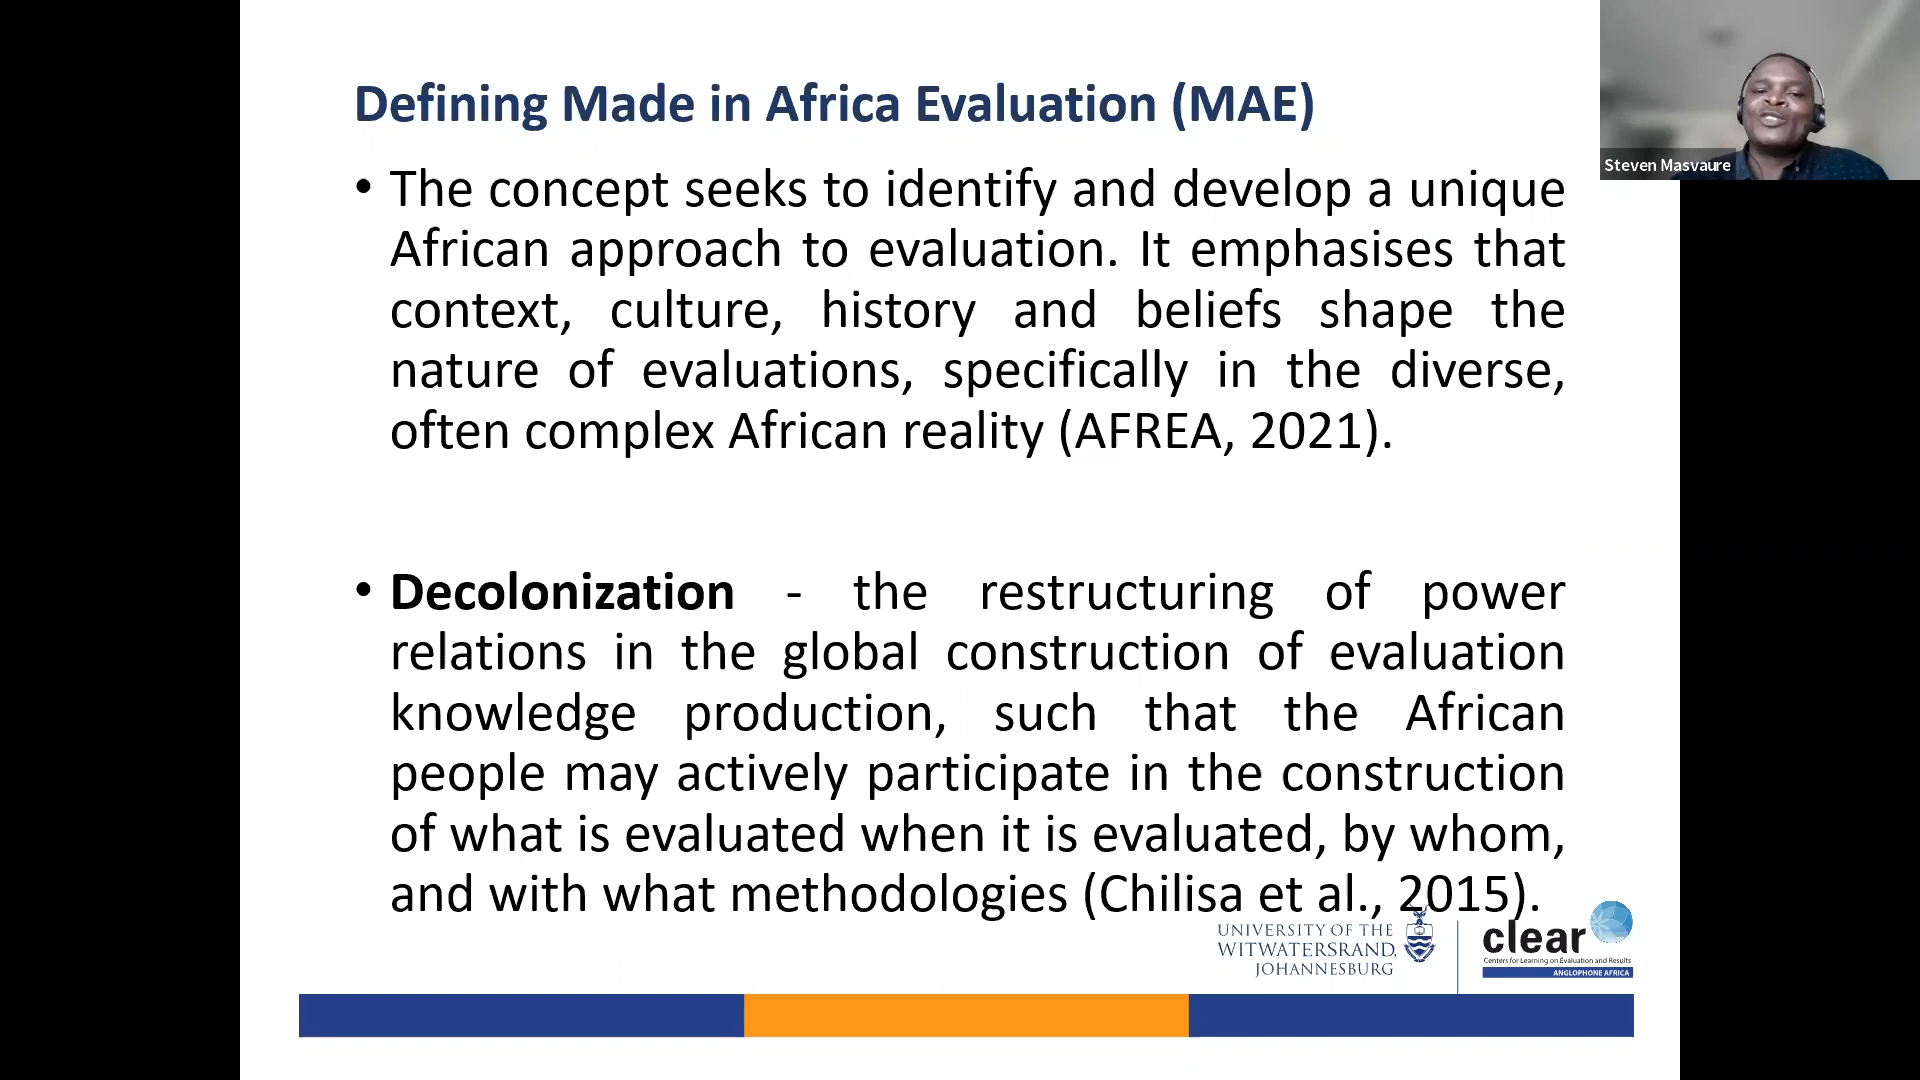 Defining Made in Africa Evaluation (MAE)
• The concept seeks to identify and develop a unique
African approach to evaluation. It emphasises that
context, culture, history and beliefs shape the
nature of evaluations, specifically in the diverse,
often complex African reality (AFREA, 2021).
• Decolonization - the restructuring of power
relations in the global construction of evaluation
knowledge production, such that the African
people may actively participate in the construction
of what is evaluated when it is evaluated, by whom,
and with what methodologies (Chilisa et al., 2015).
UNIVERSITY OF THE
WITWATERSRAND,
JOHANNESBURG
clear
Centers for Learning on Evaluation and Results
ANGLOPHONE AFRICA
Steven Masvaure